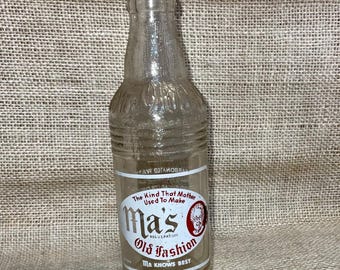 The Kind That Mother
Used To Make
Ma's
Old Fashion
MA KNOWS BEST